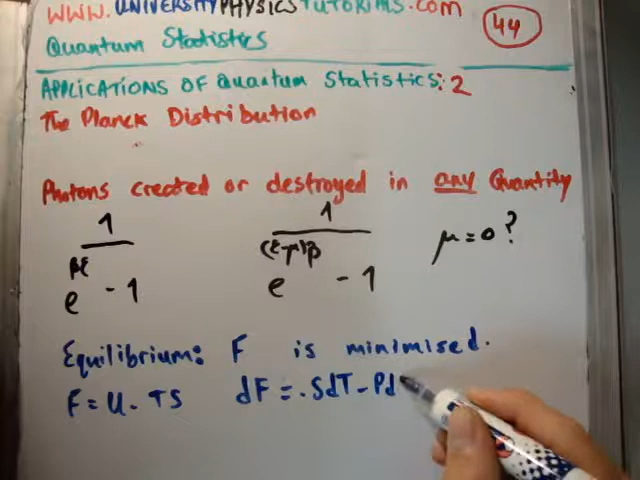 WWW.UNIVERSITYPHYSICSTUTORIALS.COM
44
Quantum Statistics
APPLICATIONS OF Quantum Statistics: 2
The Planck Distribution
Photons created or destroyed in any Quantity
1 1
βε (ε-μ)β μ=0?
e -1 e -1
Equilibrium: F is minimised.
F = U - TS dF = -SdT - Pd